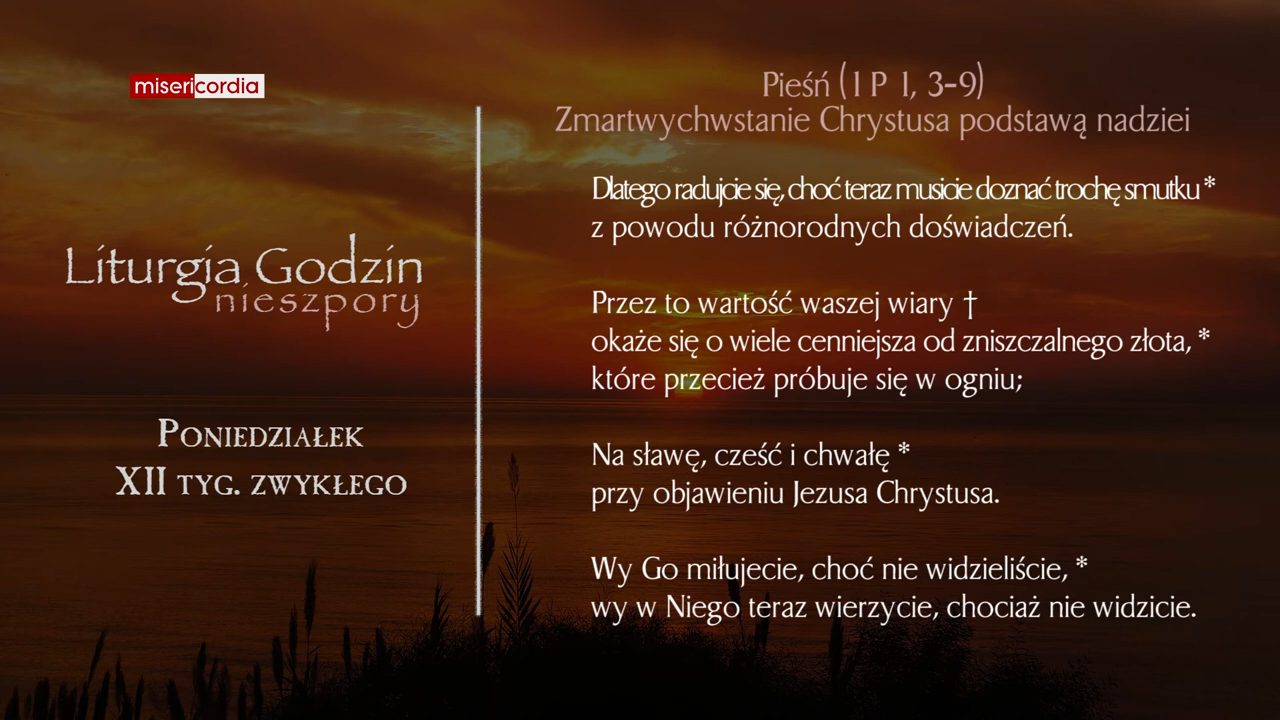 misericordia
Liturgia Godzin
nieszpory
Poniedziałek
XII tyg. zwykłego
Pieśń (1 P 1, 3-9)
Zmartwychwstanie Chrystusa podstawą nadziei
Dlatego radujcie się, choć teraz musicie doznać trochę smutku *
z powodu różnorodnych doświadczeń.
Przez to wartość waszej wiary †
okaże się o wiele cenniejsza od zniszczalnego złota, *
które przecież próbuje się w ogniu;
Na sławę, cześć i chwałę *
przy objawieniu Jezusa Chrystusa.
Wy Go miłujecie, choć nie widzieliście, *
wy w Niego teraz wierzycie, chociaż nie widzicie.